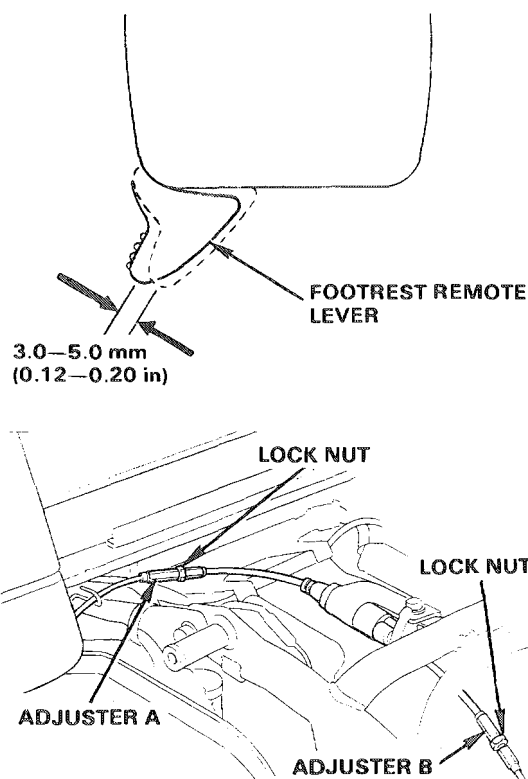 FOOTREST REMOTE
LEVER
3.0—5.0 mm
(0.12—0.20 in)
LOCK NUT
LOCK NUT
ADJUSTER A
ADJUSTER B